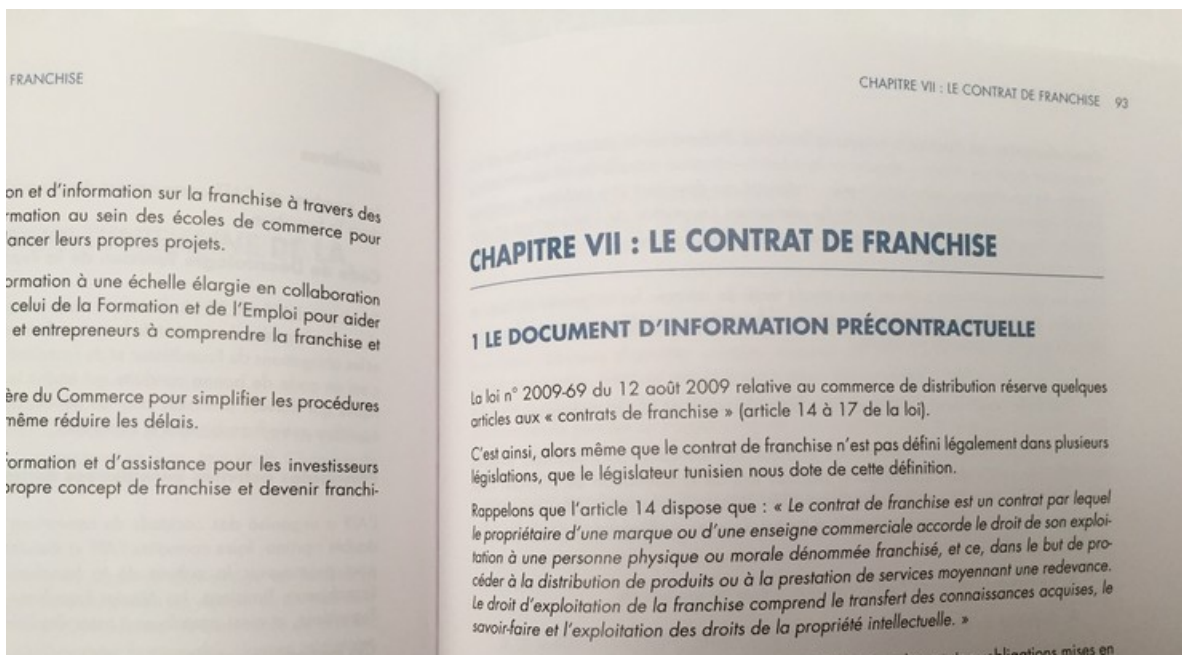 FRANCHISE
on et d'information sur la franchise à travers des
rmation au sein des écoles de commerce pour
ancer leurs propres projets.
ormation à une échelle élargie en collaboration
celui de la Formation et de l'Emploi pour aider
et entrepreneurs à comprendre la franchise et
ère du Commerce pour simplifier les procédures
même réduire les délais.
ormation et d'assistance pour les investisseurs
propre concept de franchise et devenir franchi-
CHAPITRE VII : LE CONTRAT DE FRANCHISE 93
CHAPITRE VII : LE CONTRAT DE FRANCHISE
1 LE DOCUMENT D'INFORMATION PRÉCONTRACTUELLE
La loi n° 2009-69 du 12 août 2009 relative au commerce de distribution réserve quelques
articles aux « contrats de franchise » (article 14 à 17 de la loi).
C'est ainsi, alors même que le contrat de franchise n'est pas défini légalement dans plusieurs
législations, que le législateur tunisien nous dote de cette définition.
Rappelons que l'article 14 dispose que : « Le contrat de franchise est un contrat par lequel
le propriétaire d'une marque ou d'une enseigne commerciale accorde le droit de son exploi-
tation à une personne physique ou morale dénommée franchisé, et ce, dans le but de pro-
céder à la distribution de produits ou à la prestation de services moyennant une redevance.
Le droit d'exploitation de la franchise comprend le transfert des connaissances acquises, le
savoir-faire et l'exploitation des droits de la propriété intellectuelle. »
obligations mises en